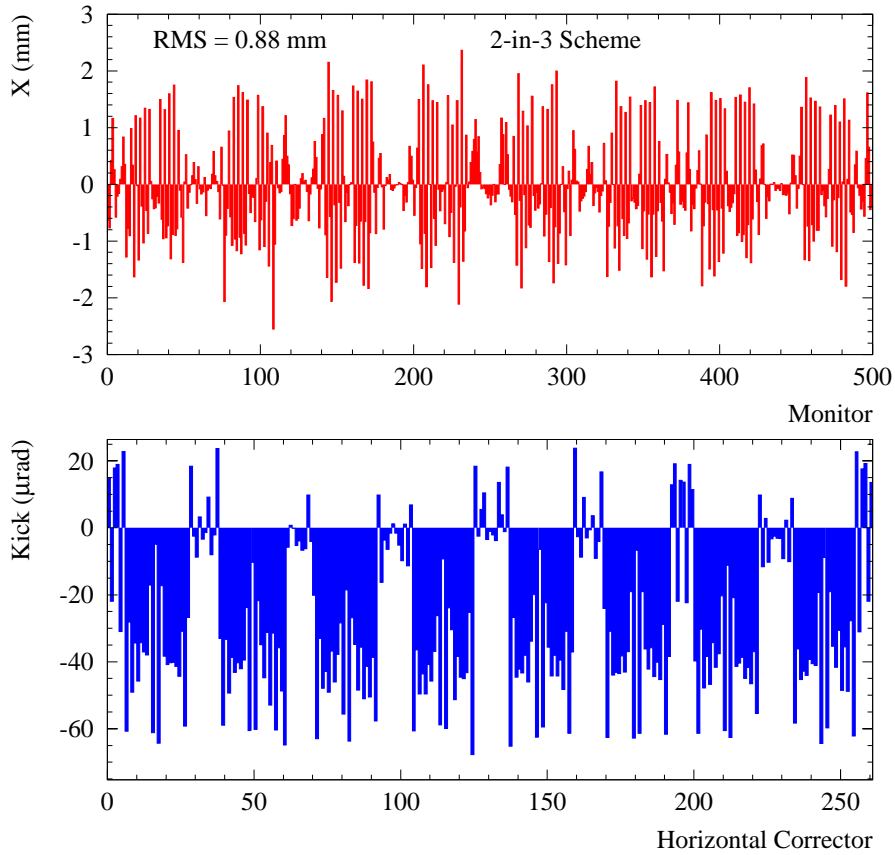 X (mm)
RMS = 0.88 mm
2-in-3 Scheme
3
2
1
0
-1
-2
-3
0 100 200 300 400 500
Monitor
Kick (μrad)
20
0
-20
-40
-60
0 50 100 150 200 250
Horizontal Corrector